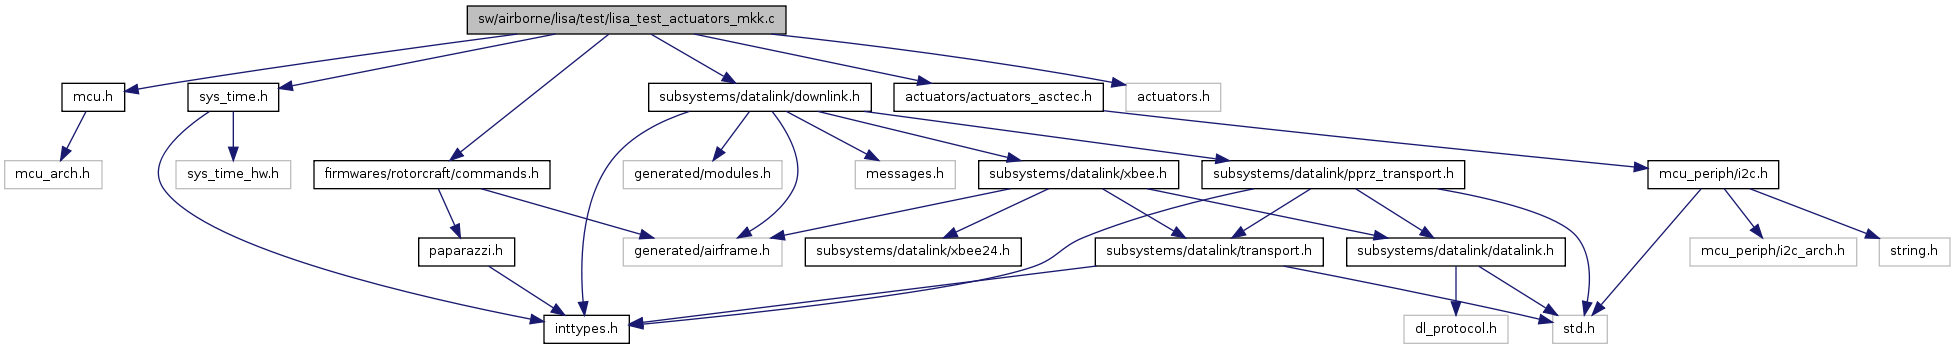 sw/airborne/lisa/test/lisa_test_actuators_mkk.c
mcu.h
sys_time.h
subsystems/datalink/downlink.h
actuators/actuators_asctec.h
actuators.h
mcu_arch.h
sys_time_hw.h
firmwares/rotorcraft/commands.h
generated/modules.h
messages.h
subsystems/datalink/xbee.h
subsystems/datalink/pprz_transport.h
mcu_periph/i2c.h
paparazzi.h
generated/airframe.h
subsystems/datalink/xbee24.h
subsystems/datalink/transport.h
subsystems/datalink/datalink.h
mcu_periph/i2c_arch.h
string.h
inttypes.h
dl_protocol.h
std.h